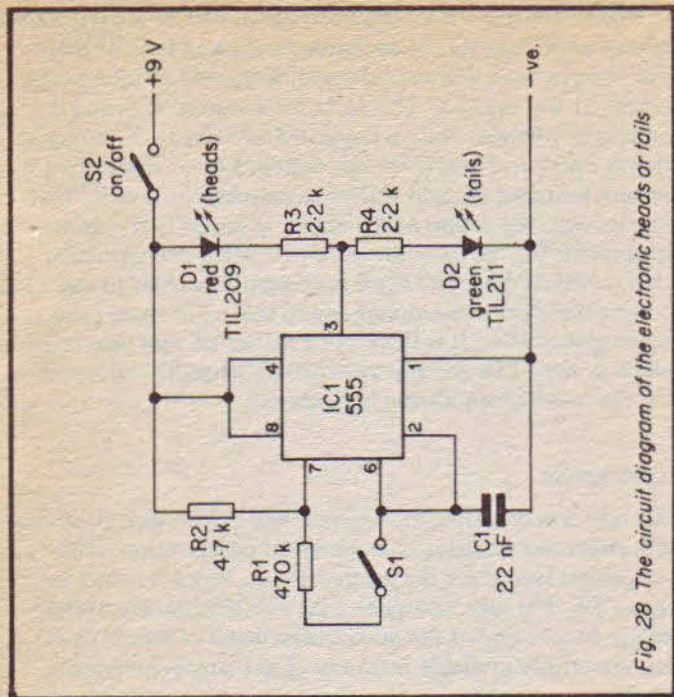 S2
on/off
+9 V
D1
red
TIL209
(heads)
R3
2·2 k
R4
2·2 k
D2
green
TIL211
(tails)
R2
4·7 k
R1
470 k
S1
C1
22 nF
8
4
7
6
3
2
1
IC1
555
−ve.
Fig. 28 The circuit diagram of the electronic heads or tails